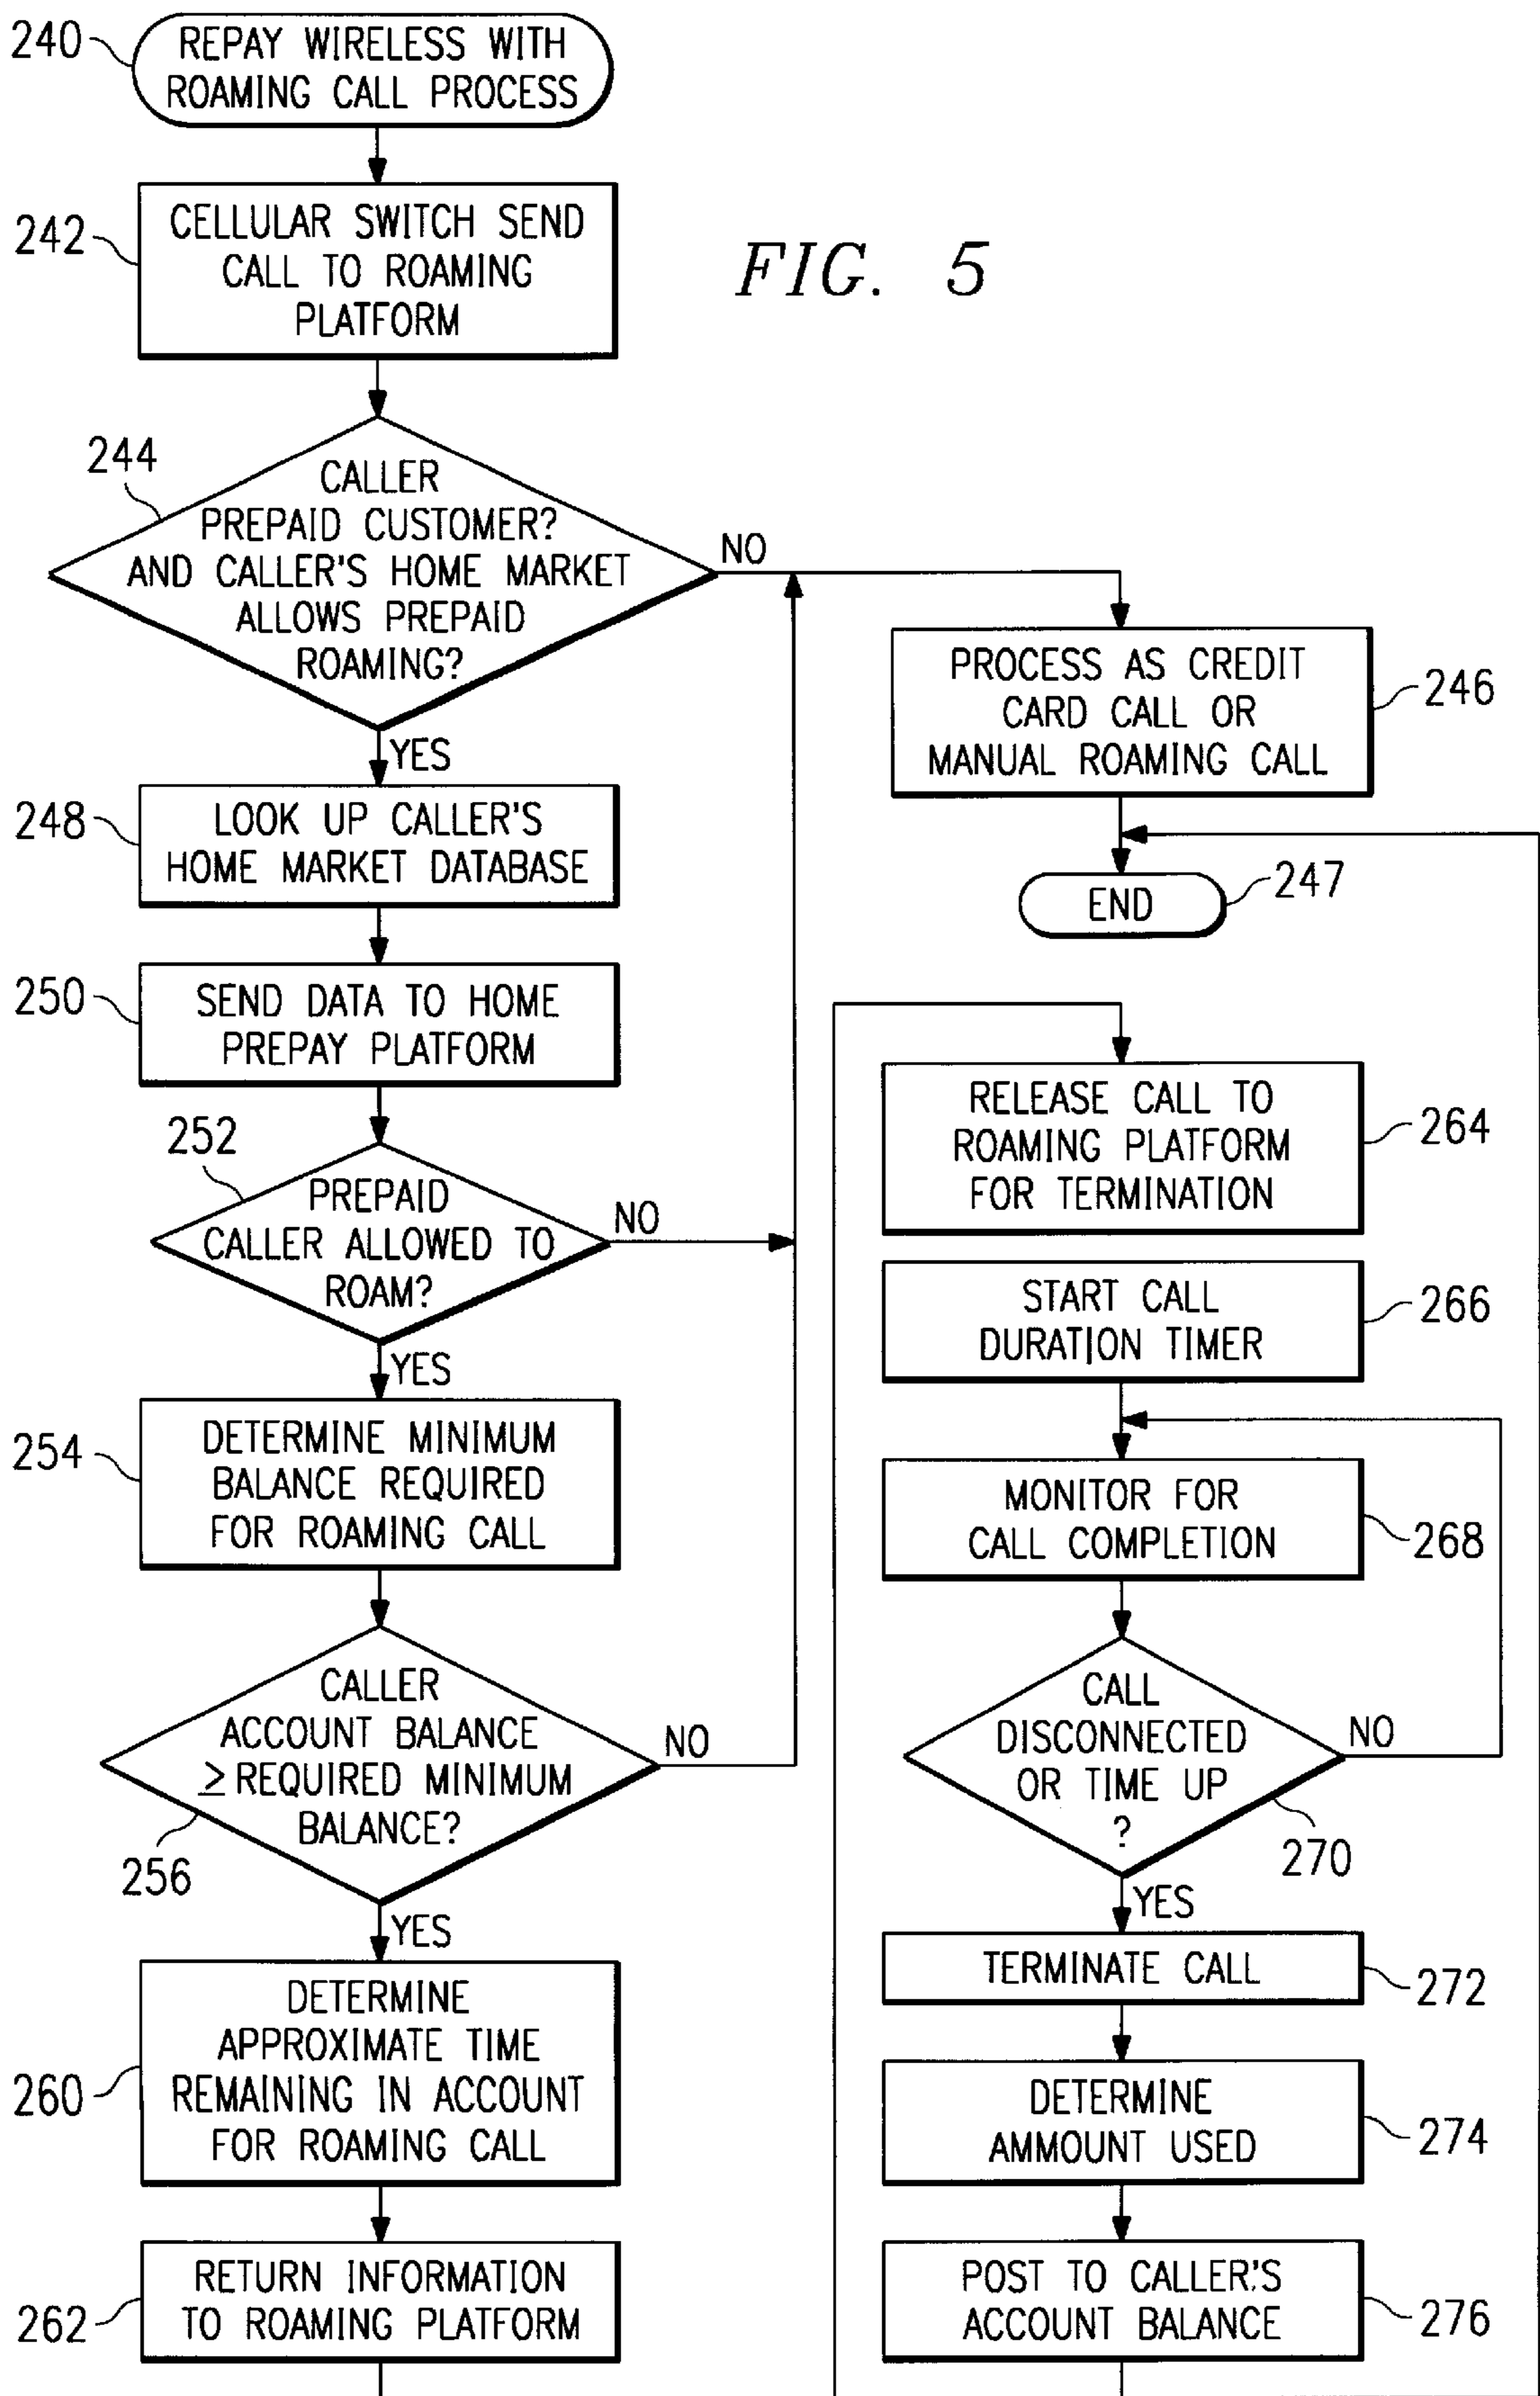 240
REPAY WIRELESS WITH
ROAMING CALL PROCESS
242
CELLULAR SWITCH SEND
CALL TO ROAMING
PLATFORM
FIG. 5
244
CALLER
PREPAID CUSTOMER?
AND CALLER'S HOME MARKET
ALLOWS PREPAID
ROAMING?
NO
YES
PROCESS AS CREDIT
CARD CALL OR
MANUAL ROAMING CALL
246
END
247
248
LOOK UP CALLER'S
HOME MARKET DATABASE
250
SEND DATA TO HOME
PREPAY PLATFORM
252
PREPAID
CALLER ALLOWED TO
ROAM?
NO
YES
254
DETERMINE MINIMUM
BALANCE REQUIRED
FOR ROAMING CALL
CALLER
ACCOUNT BALANCE
≥ REQUIRED MINIMUM
BALANCE?
NO
256
YES
260
DETERMINE
APPROXIMATE TIME
REMAINING IN ACCOUNT
FOR ROAMING CALL
262
RETURN INFORMATION
TO ROAMING PLATFORM
RELEASE CALL TO
ROAMING PLATFORM
FOR TERMINATION
264
START CALL
DURATION TIMER
266
MONITOR FOR
CALL COMPLETION
268
CALL
DISCONNECTED
OR TIME UP
?
NO
270
YES
TERMINATE CALL
272
DETERMINE
AMMOUNT USED
274
POST TO CALLER'S
ACCOUNT BALANCE
276